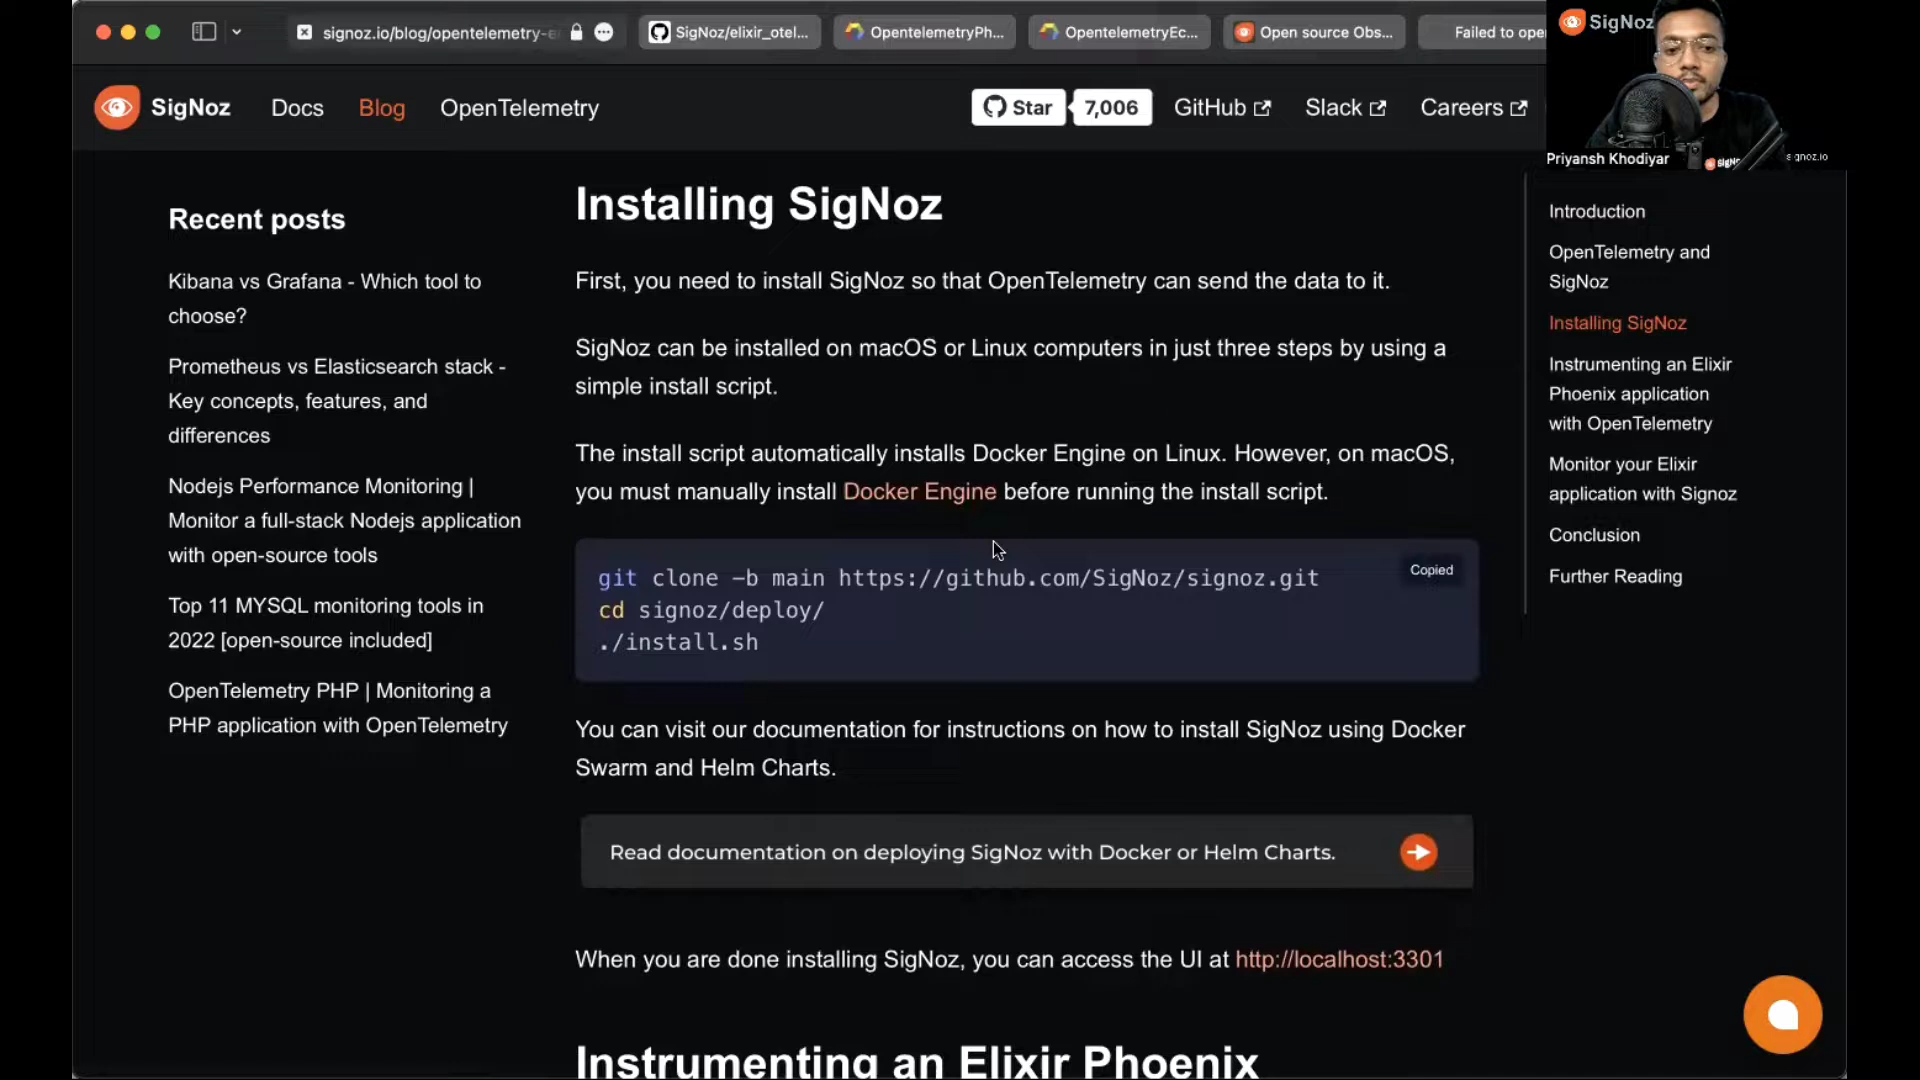 signoz.io/blog/opentelemetry-e
SigNoz/elixir_otel...
OpentelemetryPh...
OpentelemetryEc...
Open source Obs...
Failed to open
SigNoz
SigNoz
Docs
Blog
OpenTelemetry
Star
7,006
GitHub
Slack
Careers
Priyansh Khodiyar
Recent posts
Kibana vs Grafana - Which tool to
choose?
Prometheus vs Elasticsearch stack -
Key concepts, features, and
differences
Nodejs Performance Monitoring |
Monitor a full-stack Nodejs application
with open-source tools
Top 11 MYSQL monitoring tools in
2022 [open-source included]
OpenTelemetry PHP | Monitoring a
PHP application with OpenTelemetry
Installing SigNoz
First, you need to install SigNoz so that OpenTelemetry can send the data to it.
SigNoz can be installed on macOS or Linux computers in just three steps by using a
simple install script.
The install script automatically installs Docker Engine on Linux. However, on macOS,
you must manually install Docker Engine before running the install script.
Copied
git clone -b main https://github.com/SigNoz/signoz.git
cd signoz/deploy/
./install.sh
You can visit our documentation for instructions on how to install SigNoz using Docker
Swarm and Helm Charts.
Read documentation on deploying SigNoz with Docker or Helm Charts.
When you are done installing SigNoz, you can access the UI at http://localhost:3301
Instrumenting an Elixir Phoenix
Introduction
OpenTelemetry and
SigNoz
Installing SigNoz
Instrumenting an Elixir
Phoenix application
with OpenTelemetry
Monitor your Elixir
application with Signoz
Conclusion
Further Reading